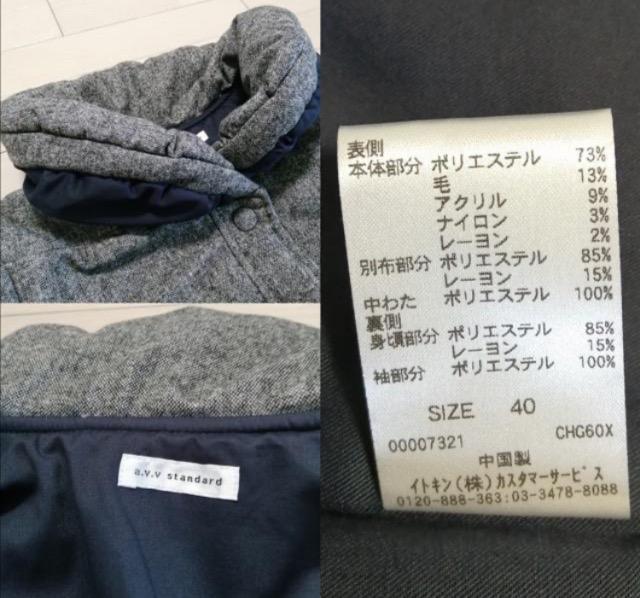 a.v.v standard
表側
本体部分 ポリエステル 73%
毛 13%
アクリル 9%
ナイロン 3%
レーヨン 2%
別布部分 ポリエステル 85%
レーヨン 15%
中わた ポリエステル 100%
裏側
身頃部分 ポリエステル 85%
レーヨン 15%
袖部分 ポリエステル 100%
SIZE 40
00007321 CHG60X
中国製
イトキン(株)カスタマーサービス
0120-888-363:03-3478-8088